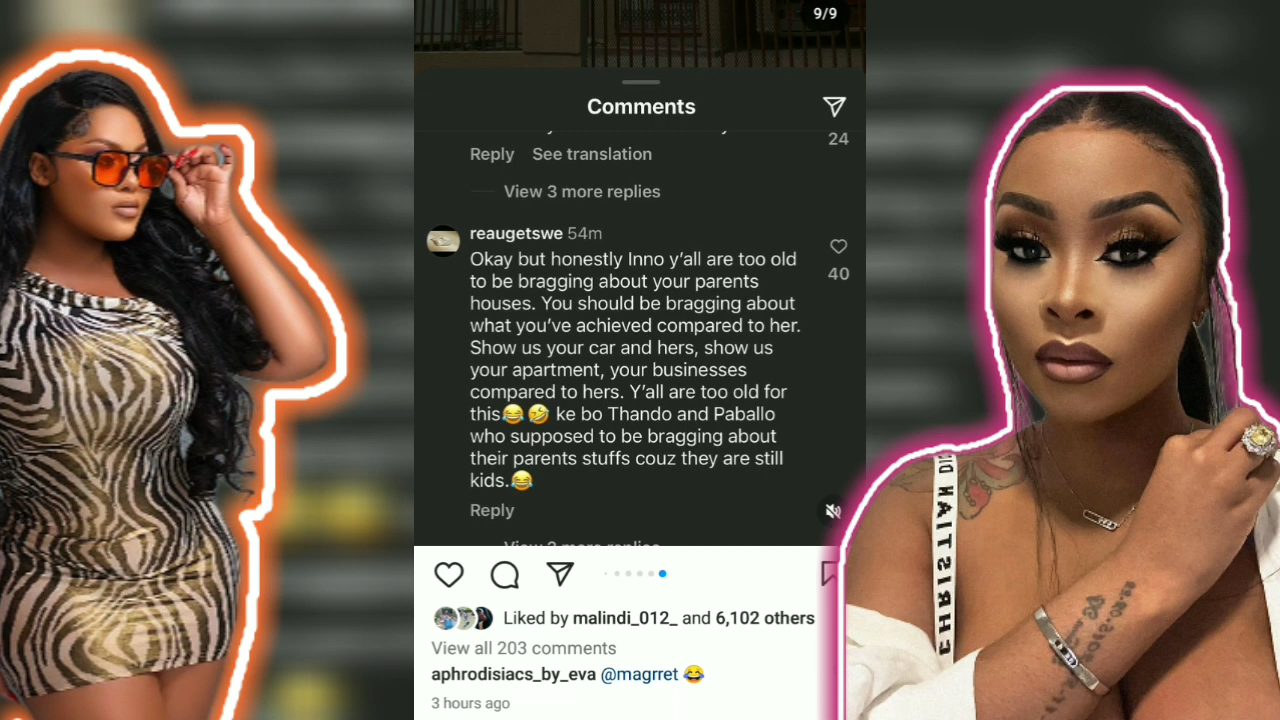 9/9
Comments
24
Reply See translation
View 3 more replies
reaugetswe 54m
Okay but honestly Inno y'all are too old
to be bragging about your parents
houses. You should be bragging about
what you've achieved compared to her.
Show us your car and hers, show us
your apartment, your businesses
compared to hers. Y'all are too old for
this😂🤣 ke bo Thando and Paballo
who supposed to be bragging about
their parents stuffs couz they are still
kids.😂
40
Reply
View 3 more replies
Liked by malindi_012_ and 6,102 others
View all 203 comments
aphrodisiacs_by_eva @magrret 😂
3 hours ago